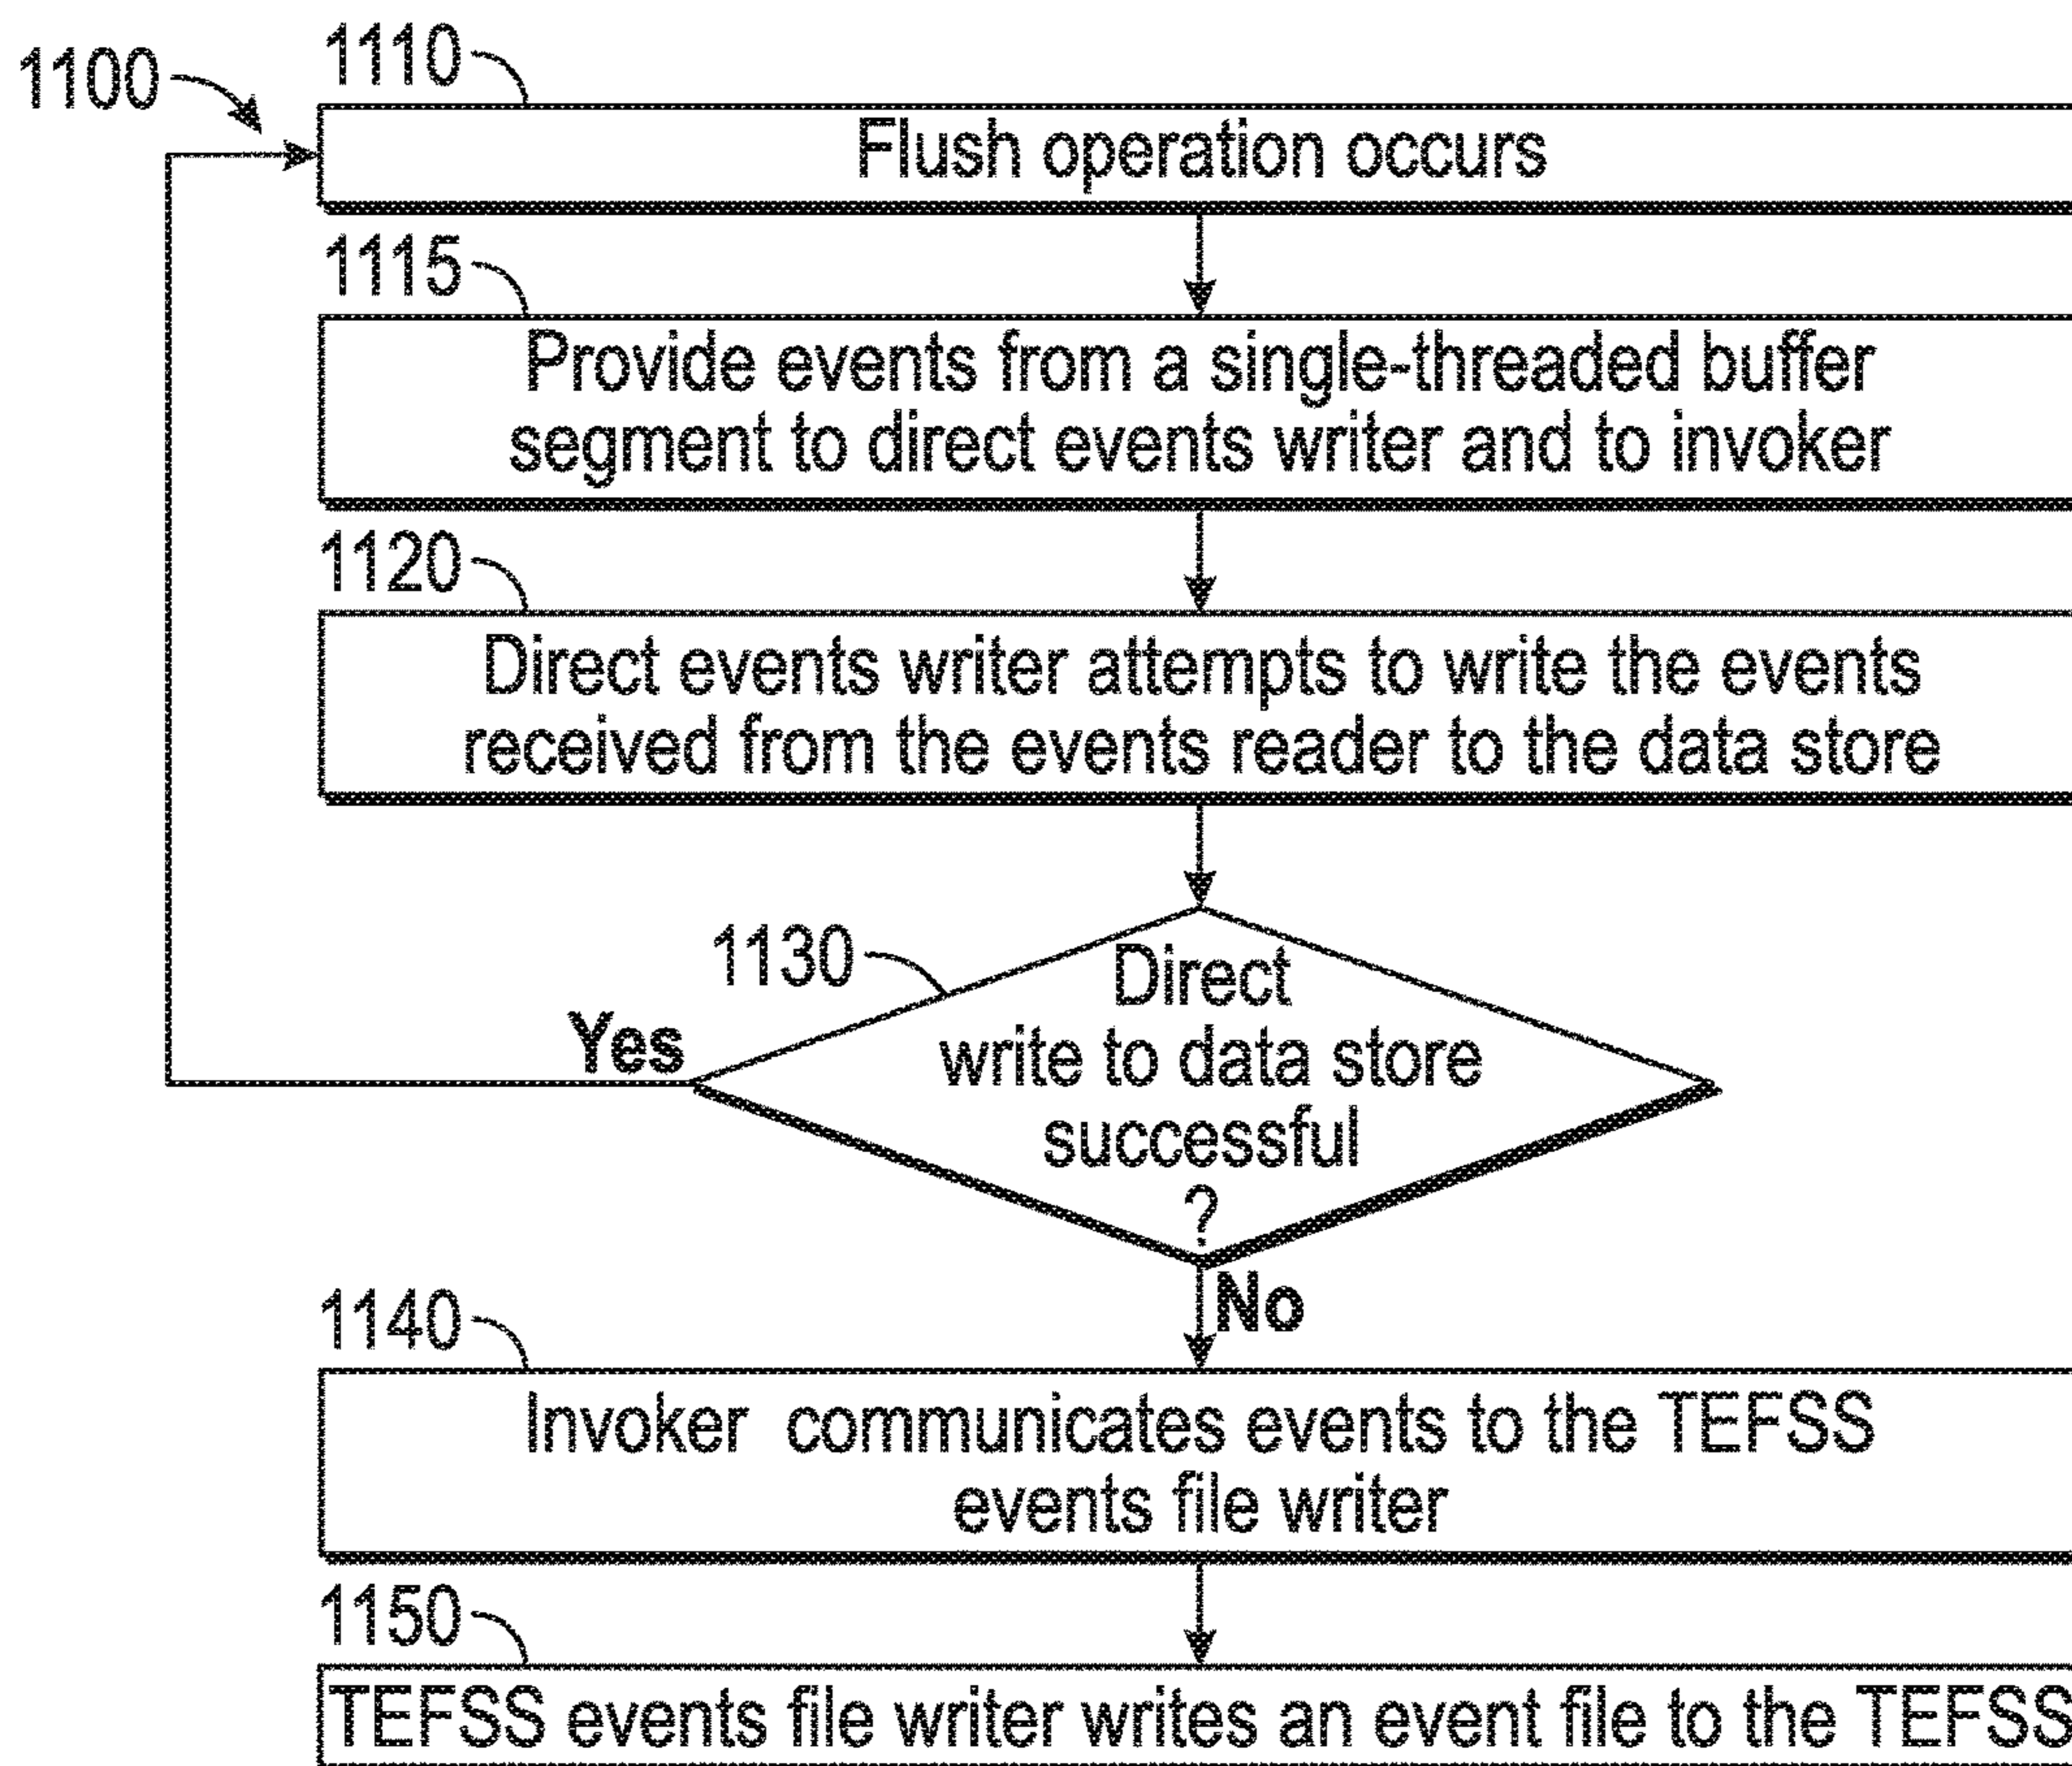 1100
1110
Flush operation occurs
1115
Provide events from a single-threaded buffer
segment to direct events writer and to invoker
1120
Direct events writer attempts to write the events
received from the events reader to the data store
1130
Direct
write to data store
successful
?
Yes
No
1140
Invoker communicates events to the TEFSS
events file writer
1150
TEFSS events file writer writes an event file to the TEFSS